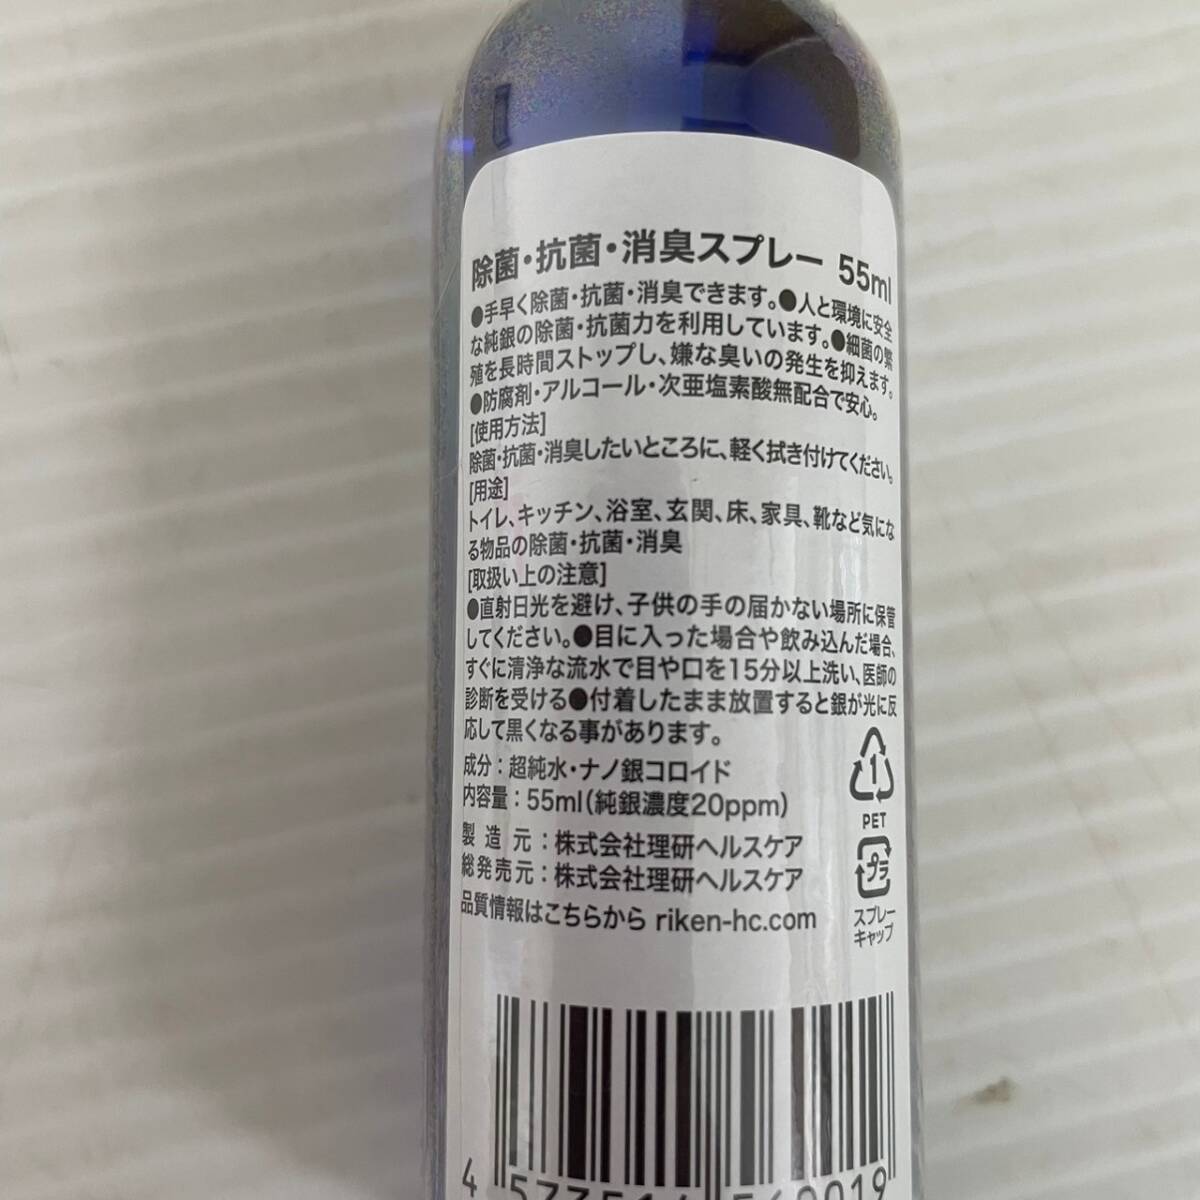 除菌・抗菌・消臭スプレー 55ml
●手早く除菌・抗菌・消臭できます。●人と環境に安全
な純銀の除菌・抗菌力を利用しています。●細菌の繁
殖を長時間ストップし、嫌な臭いの発生を抑えます。
●防腐剤・アルコール・次亜塩素酸無配合で安心。
[使用方法]
除菌・抗菌・消臭したいところに、軽く拭き付けてください。
[用途]
トイレ、キッチン、浴室、玄関、床、家具、靴など気にな
る物品の除菌・抗菌・消臭
[取扱い上の注意]
●直射日光を避け、子供の手の届かない場所に保管
してください。●目に入った場合や飲み込んだ場合、
すぐに清浄な流水で目や口を15分以上洗い、医師の
診断を受ける●付着したまま放置すると銀が光に反
応して黒くなる事があります。
成分：超純水・ナノ銀コロイド
内容量：55ml(純銀濃度20ppm)
製造元：株式会社理研ヘルスケア
総発売元：株式会社理研ヘルスケア
品質情報はこちらから riken-hc.com
1
PET
プラ
スプレー
キャップ
4 573514 560019